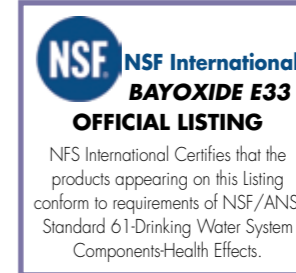 NSF
NSF International
BAYOXIDE E33
OFFICIAL LISTING
NFS International Certifies that the
products appearing on this Listing
conform to requirements of NSF/ANS
Standard 61-Drinking Water System
Components-Health Effects.